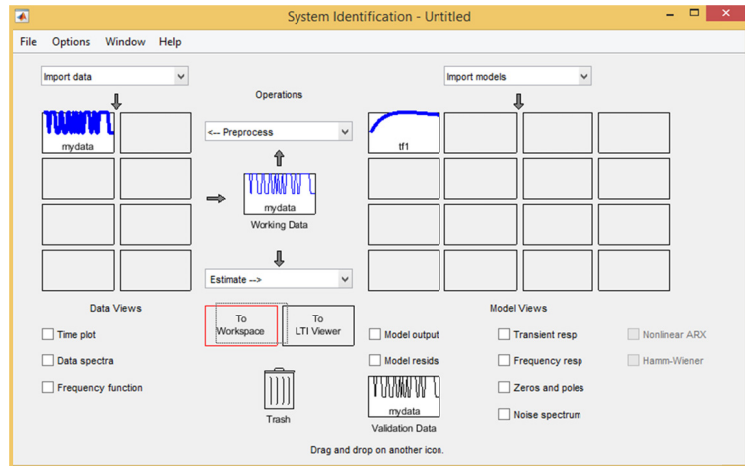 System Identification - Untitled
File Options Window Help
Import data
Import models
Operations
mydata
<-- Preprocess
tf1
mydata
Working Data
Estimate -->
Data Views
Model Views
To Workspace
To LTI Viewer
Time plot
Model output
Transient resp
Nonlinear ARX
Data spectra
Model resids
Frequency resp
Hamm-Wiener
Frequency function
Zeros and poles
mydata
Noise spectrum
Trash
Validation Data
Drag and drop on another icon.